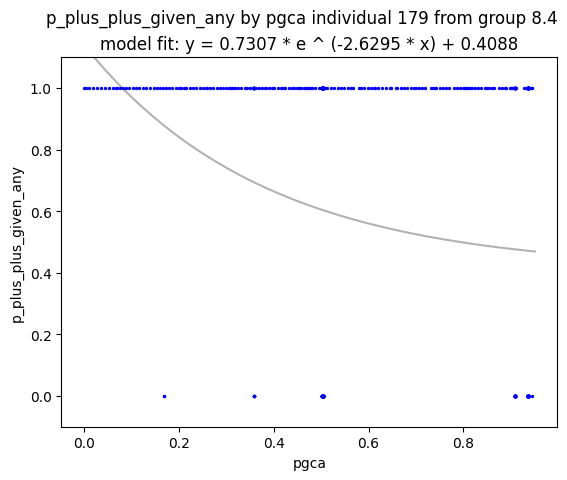 p_plus_plus_given_any by pgca individual 179 from group 8.4
model fit: y = 0.7307 * e ^ (-2.6295 * x) + 0.4088
p_plus_plus_given_any
1.0
0.8
0.6
0.4
0.2
0.0
0.0 0.2 0.4 0.6 0.8
pgca